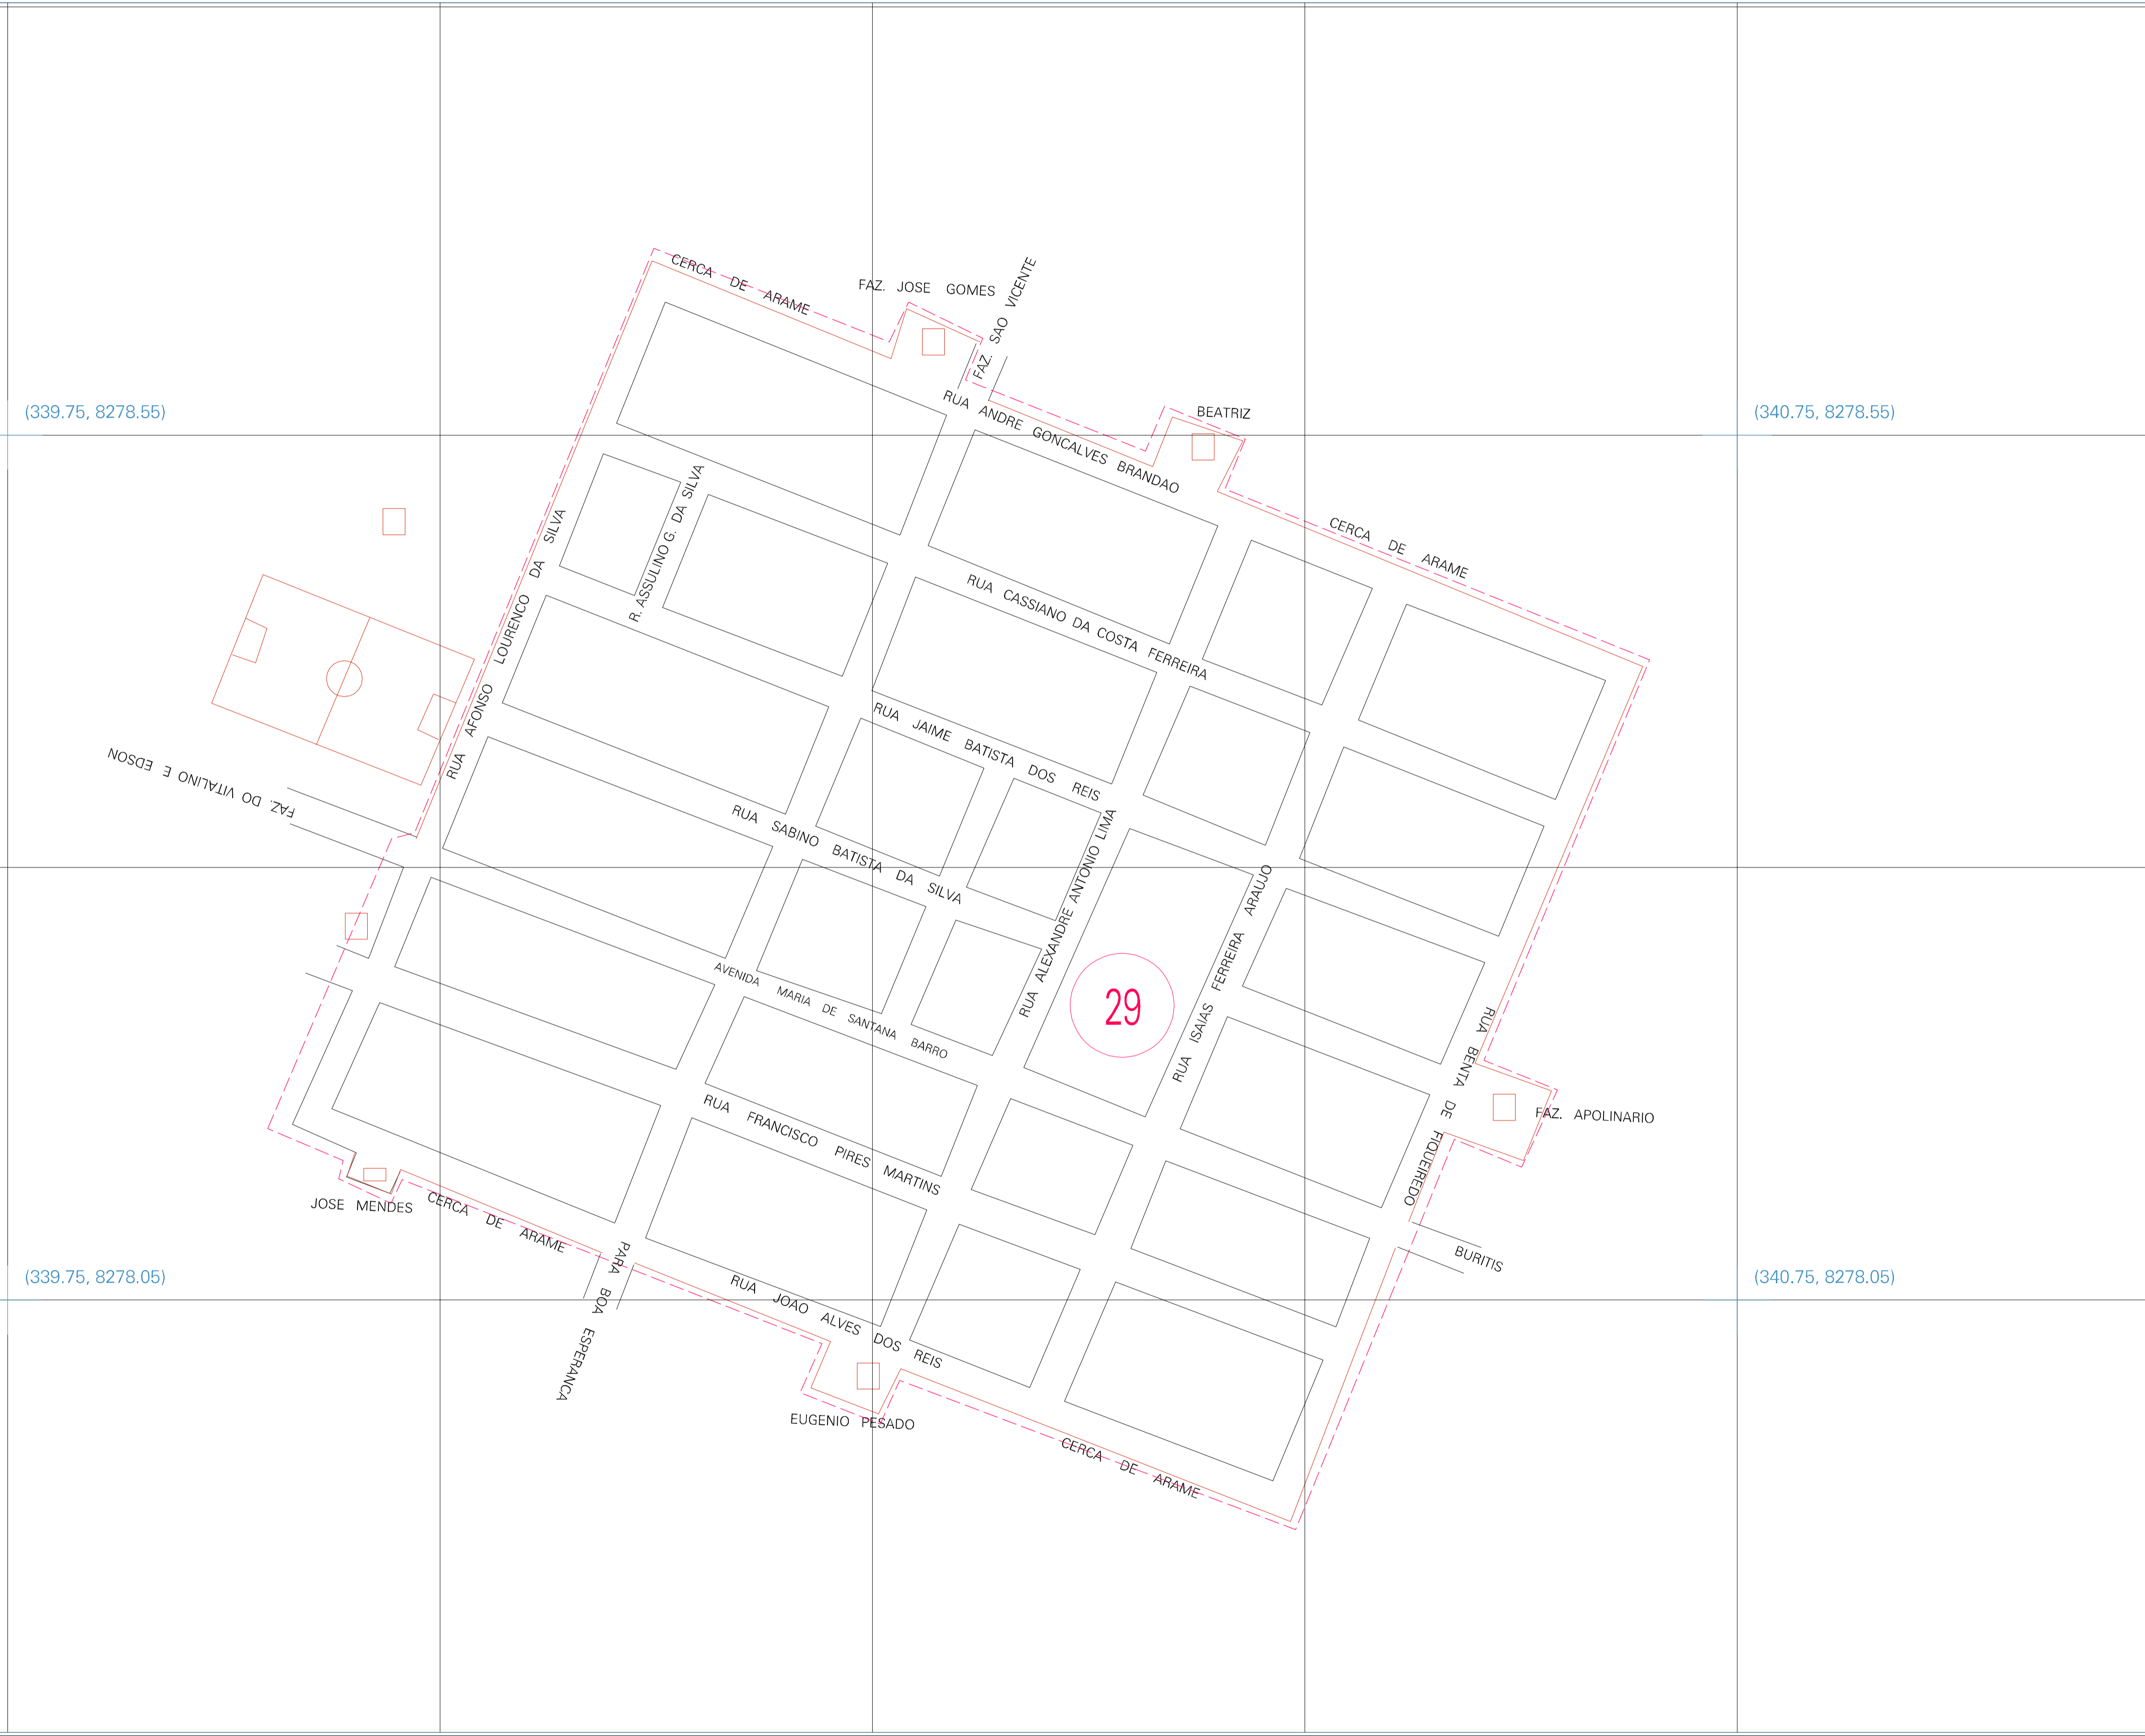 CERCA DE ARAME
FAZ. JOSE GOMES
FAZ. SAO VICENTE
RUA ANDRE GONCALVES BRANDAO
BEATRIZ
(339.75, 8278.55)
(340.75, 8278.55)
CERCA DE ARAME
R. ASSULINO G. DA SILVA
RUA AFONSO LOURENCO DA SILVA
RUA CASSIANO DA COSTA FERREIRA
RUA JAIME BATISTA DOS REIS
FAZ. DO VITALINO E EDSON
RUA SABINO BATISTA DA SILVA
RUA ALEXANDRE ANTONIO LIMA
RUA ISAIAS FERREIRA ARAUJO
AVENIDA MARIA DE SANTANA BARRO
29
RUA BENTA DE FIQUEIREDO
FAZ. APOLINARIO
RUA FRANCISCO PIRES MARTINS
JOSE MENDES
CERCA DE ARAME
PARA BOA ESPERANCA
BURITIS
(339.75, 8278.05)
(340.75, 8278.05)
RUA JOAO ALVES DOS REIS
EUGENIO PESADO
CERCA DE ARAME